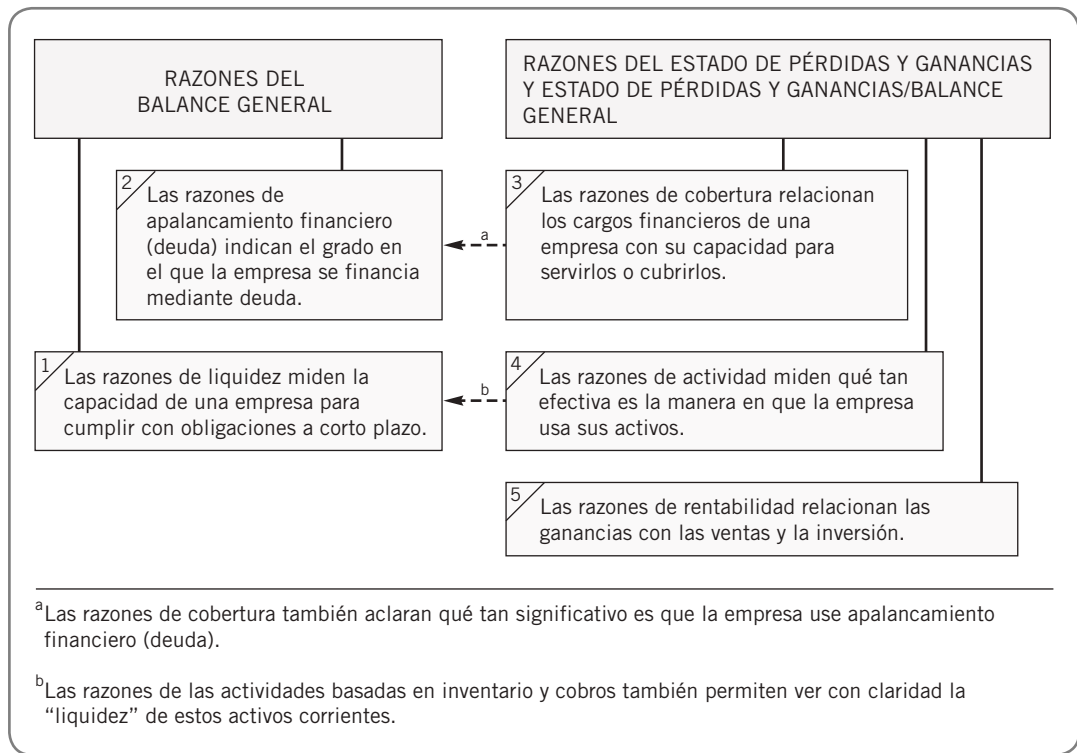 RAZONES DEL
BALANCE GENERAL
RAZONES DEL ESTADO DE PÉRDIDAS Y GANANCIAS
Y ESTADO DE PÉRDIDAS Y GANANCIAS/BALANCE
GENERAL
2
Las razones de
apalancamiento financiero
(deuda) indican el grado en
el que la empresa se financia
mediante deuda.
a
3
Las razones de cobertura relacionan
los cargos financieros de una
empresa con su capacidad para
servirlos o cubrirlos.
1
Las razones de liquidez miden la
capacidad de una empresa para
cumplir con obligaciones a corto plazo.
b
4
Las razones de actividad miden qué tan
efectiva es la manera en que la empresa
usa sus activos.
5
Las razones de rentabilidad relacionan las
ganancias con las ventas y la inversión.
aLas razones de cobertura también aclaran qué tan significativo es que la empresa use apalancamiento
financiero (deuda).
bLas razones de las actividades basadas en inventario y cobros también permiten ver con claridad la
“liquidez” de estos activos corrientes.